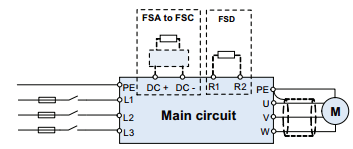 FSA to FSC
FSD
PE DC + DC - R1 R2 PE
L1
U
L2
Main circuit
V
M
L3
W